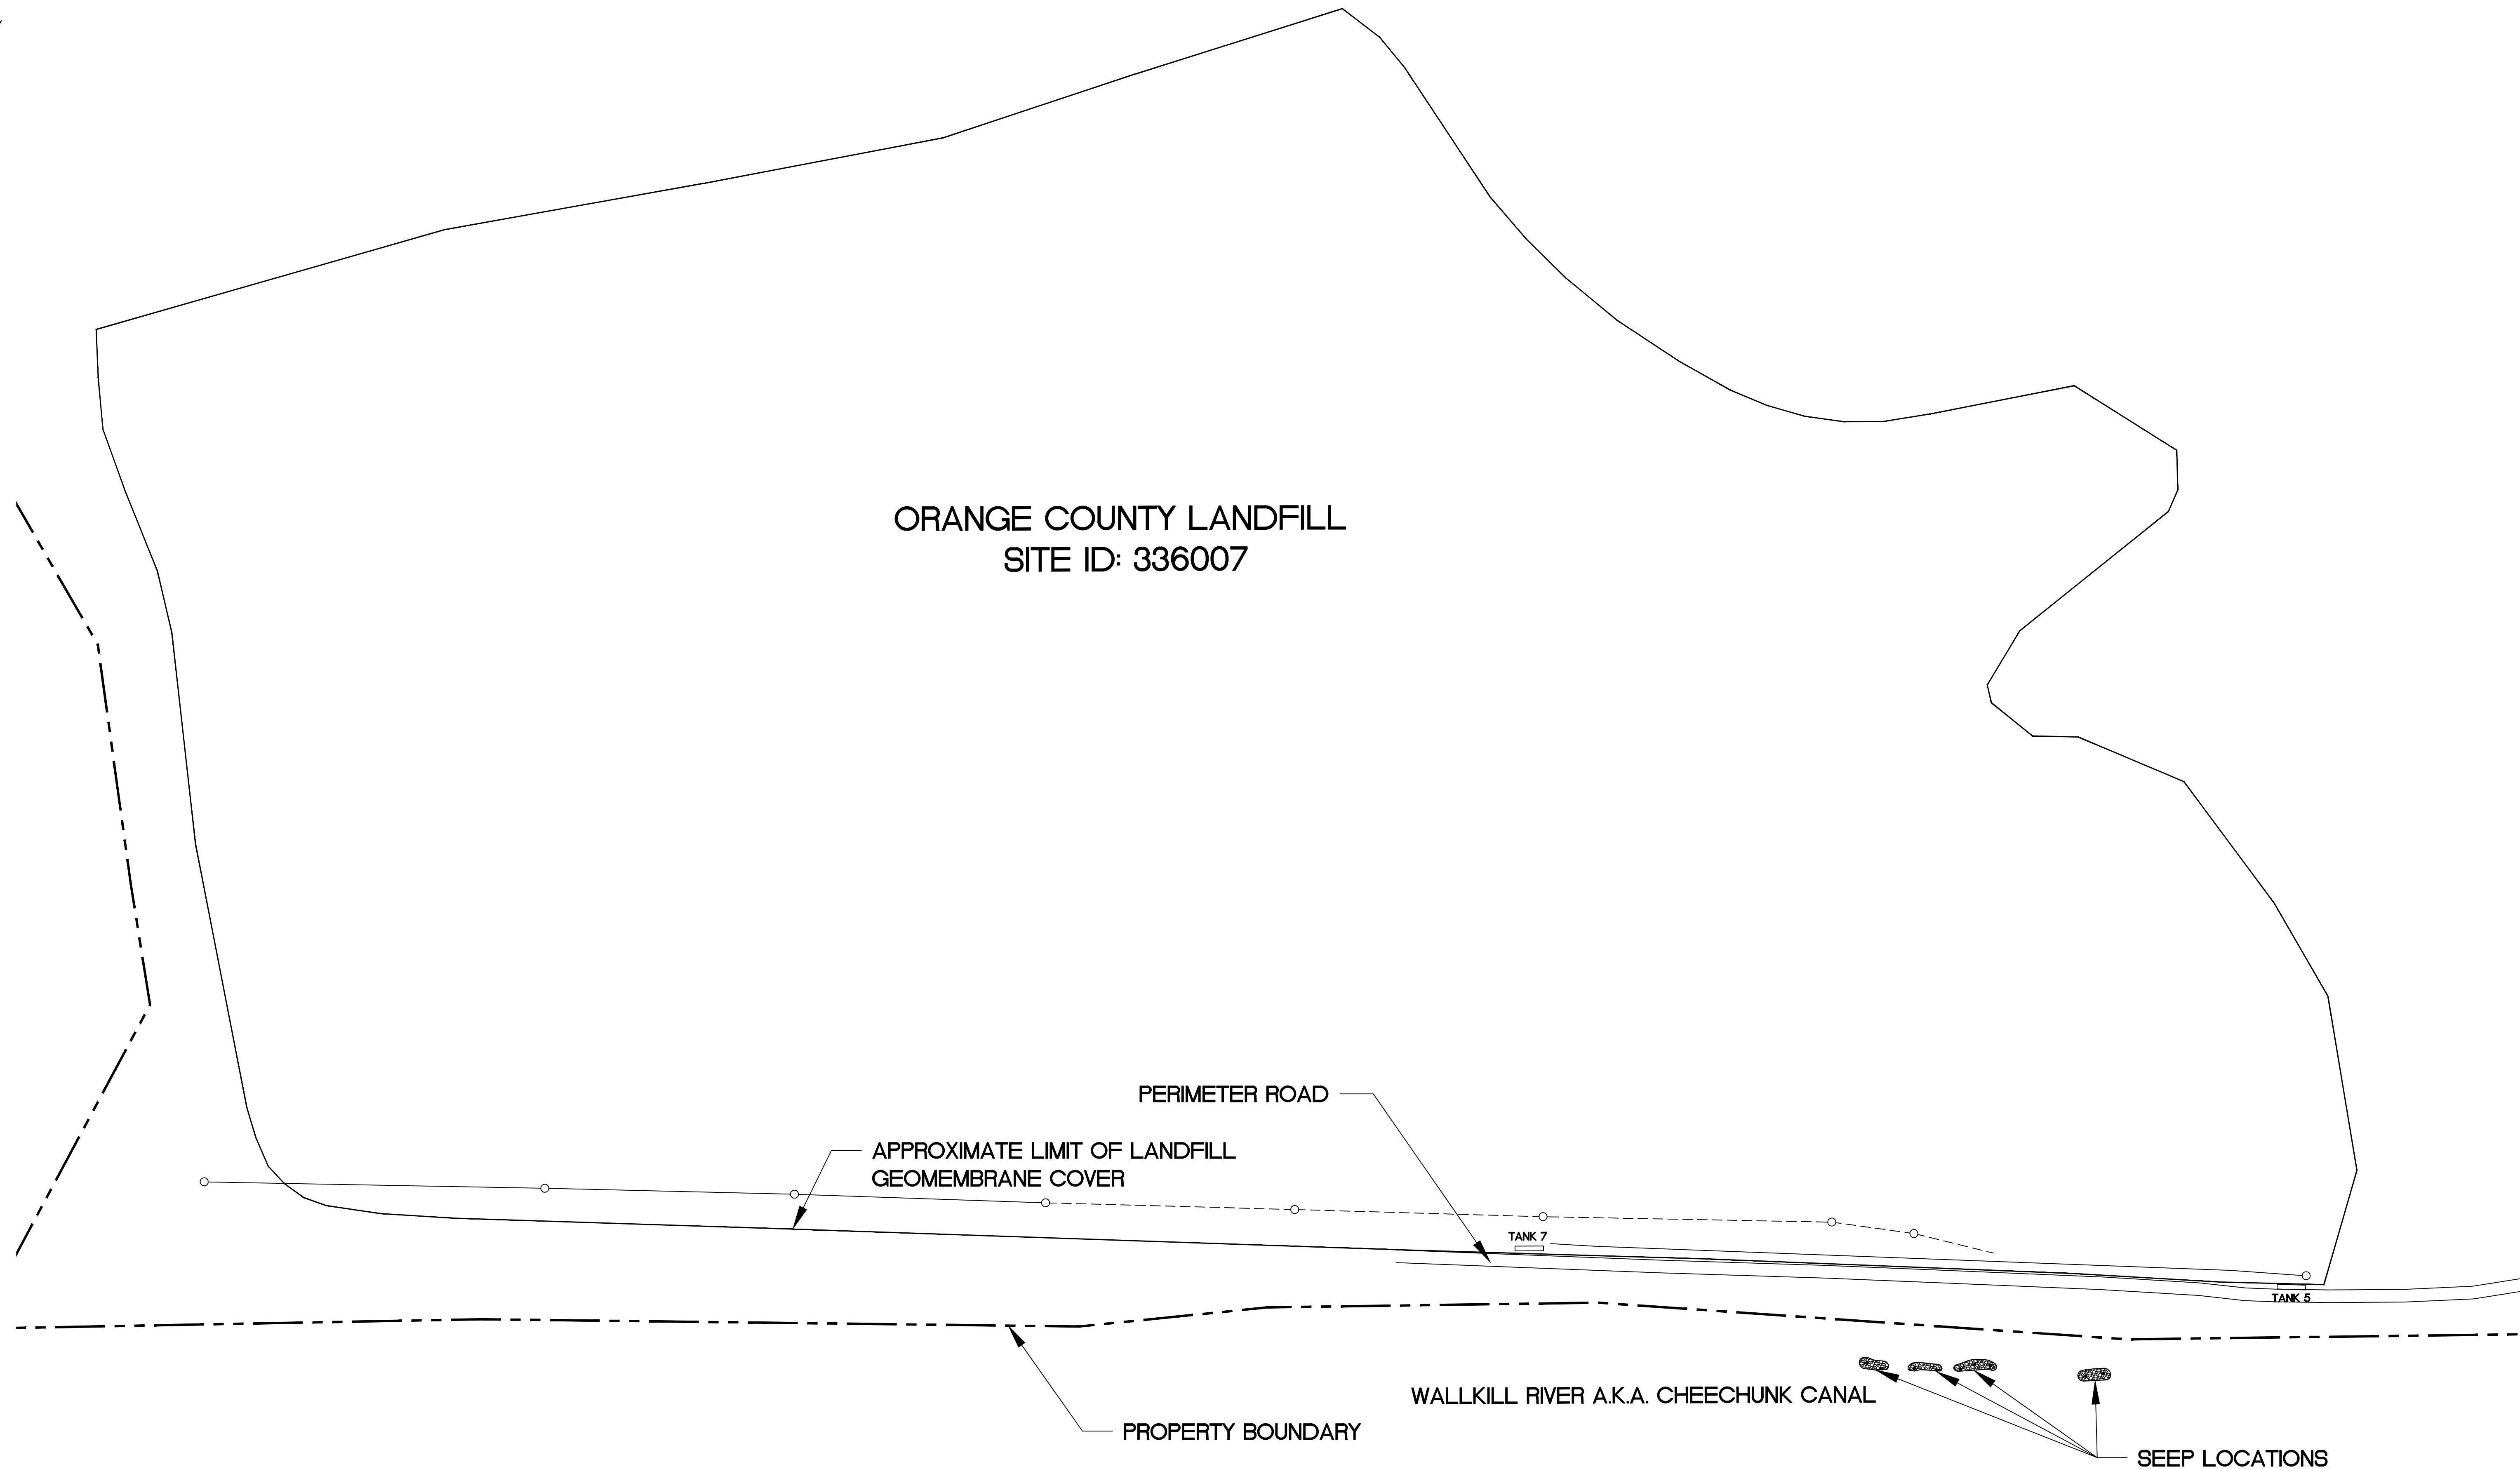 ORANGE COUNTY LANDFILL
SITE ID: 336007
PERIMETER ROAD
APPROXIMATE LIMIT OF LANDFILL
GEOMEMBRANE COVER
TANK 7
TANK 5
WALLKILL RIVER A.K.A. CHEECHUNK CANAL
PROPERTY BOUNDARY
SEEP LOCATIONS